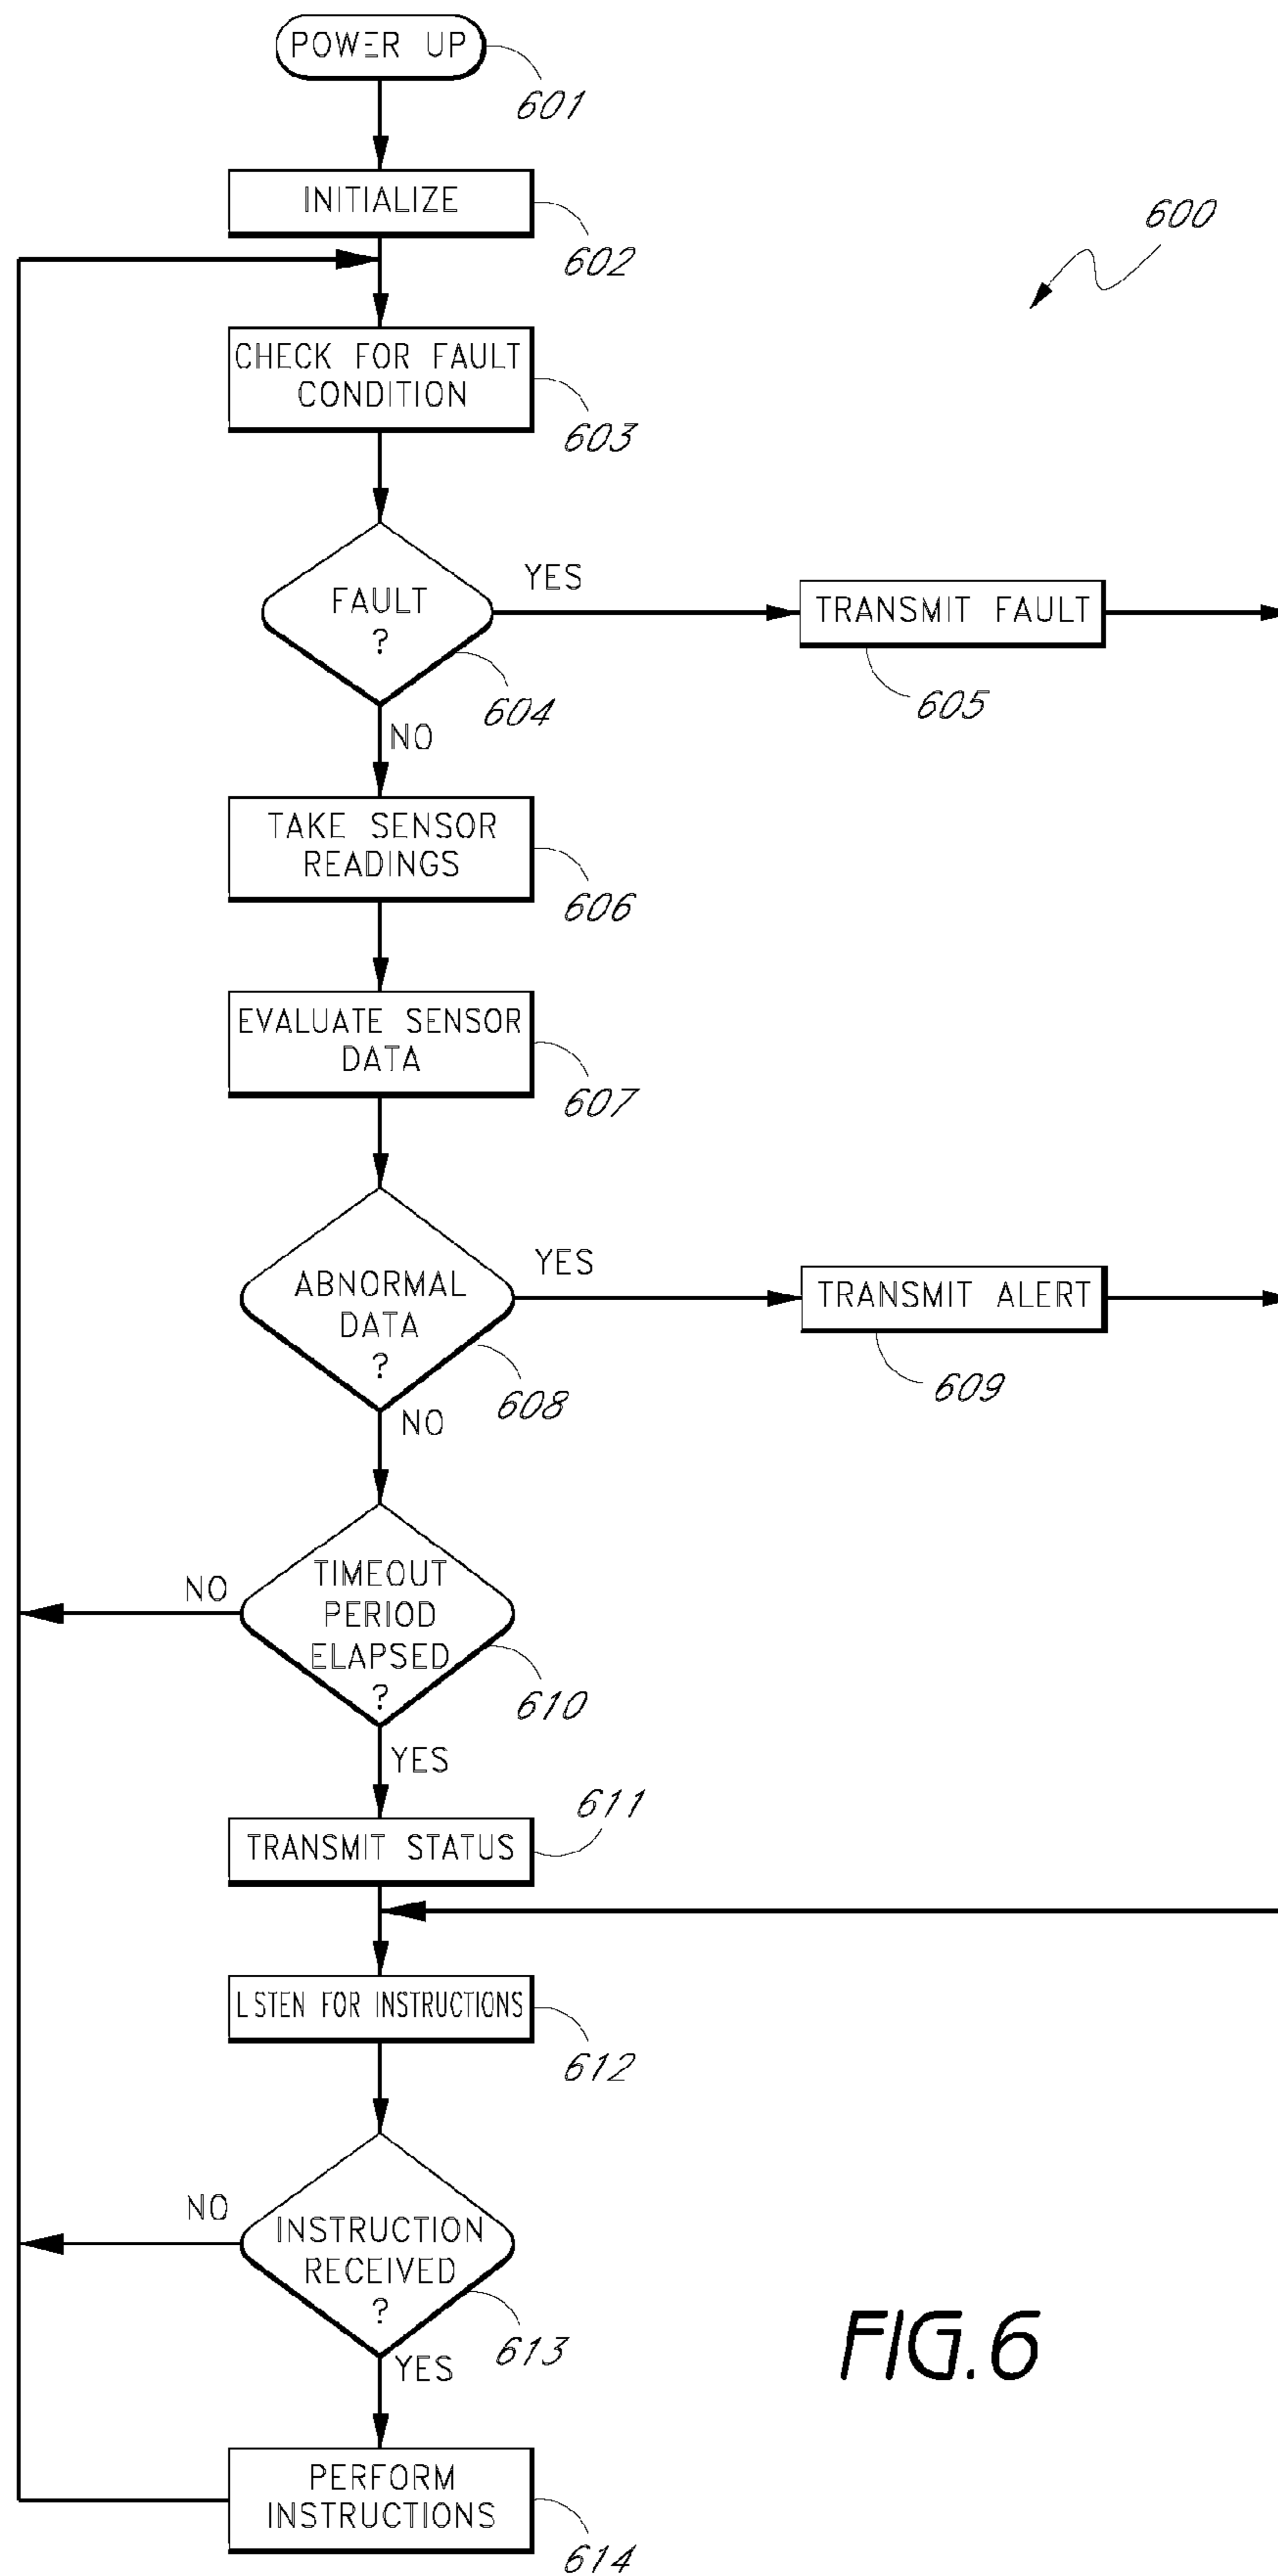 POWER UP
601
INITIALIZE
602
600
CHECK FOR FAULT
CONDITION
603
FAULT
?
604
YES
TRANSMIT FAULT
605
NO
TAKE SENSOR
READINGS
606
EVALUATE SENSOR
DATA
607
ABNORMAL
DATA
?
608
YES
TRANSMIT ALERT
609
NO
TIMEOUT
PERIOD
ELAPSED
?
610
NO
YES
TRANSMIT STATUS
611
L STEN FOR INSTRUCTIONS
612
INSTRUCTION
RECEIVED
?
613
NO
YES
PERFORM
INSTRUCTIONS
614
FIG.6